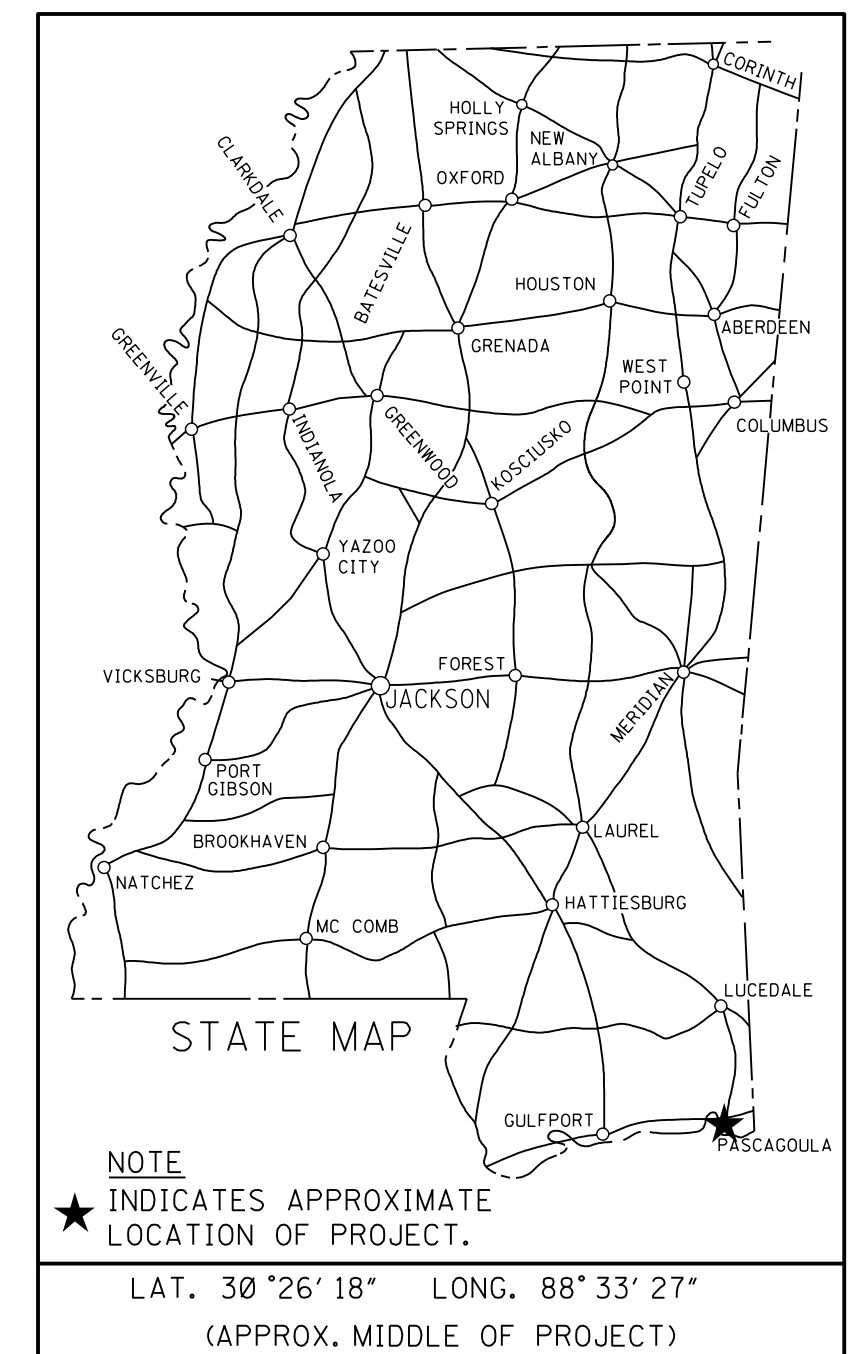 CORINTH
HOLLY
SPRINGS
NEW
ALBANY
CLARKDALE
OXFORD
TUPELO
FULTON
BATESVILLE
HOUSTON
ABERDEEN
GREENVILLE
GRENADA
WEST
POINT
COLUMBUS
INDIANOLA
GREENWOOD
KOSCIUSKO
YAZOO
CITY
VICKSBURG
FOREST
JACKSON
MERIDIAN
PORT
GIBSON
BROOKHAVEN
LAUREL
NATCHEZ
HATTIESBURG
MC COMB
LUCEDALE
STATE MAP
GULFPORT
PASCAGOULA
NOTE
INDICATES APPROXIMATE
LOCATION OF PROJECT.
LAT. 30°26'18" LONG. 88°33'27"
(APPROX. MIDDLE OF PROJECT)